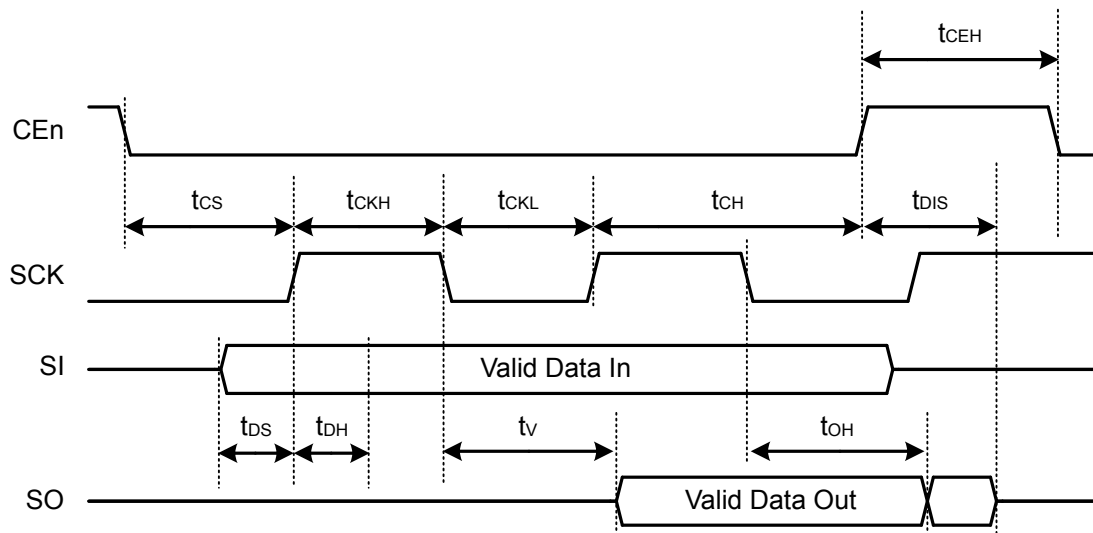 tCEH
CEn
tCS tCKH tCKL tCH tDIS
SCK
SI Valid Data In
tDS tDH tV tOH
SO Valid Data Out